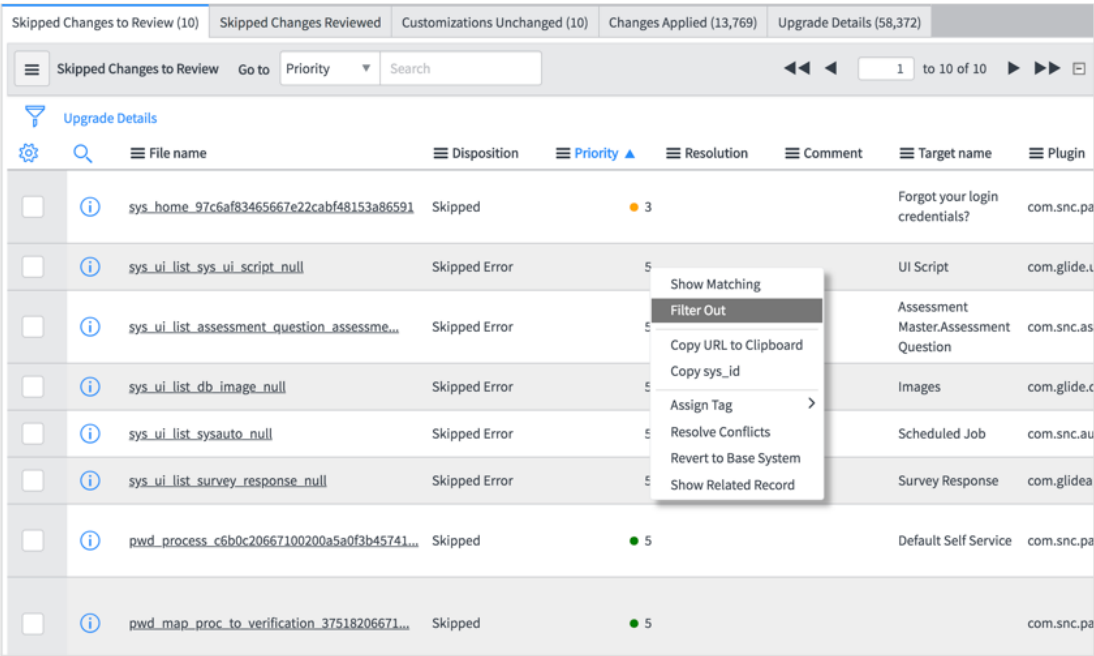 Skipped Changes to Review (10) Skipped Changes Reviewed Customizations Unchanged (10) Changes Applied (13,769) Upgrade Details (58,372)
Skipped Changes to Review Go to Priority Search 1 to 10 of 10
Upgrade Details
File name Disposition Priority Resolution Comment Target name Plugin
sys_home_97c6af83465667e22cabf48153a86591 Skipped 3 Forgot your login
credentials? com.snc.pa
sys_ui_list_sys_ui_script_null Skipped Error 5 UI Script com.glide.u
Show Matching
Filter Out
sys_ui_list_assessment_question_assessme... Skipped Error 5 Assessment
Master.Assessment com.snc.as
Question
Copy URL to Clipboard
Copy sys_id
sys_ui_list_db_image_null Skipped Error 5 Images com.glide.c
Assign Tag
sys_ui_list_sysauto_null Skipped Error 5 Resolve Conflicts Scheduled Job com.snc.au
Revert to Base System
sys_ui_list_survey_response_null Skipped Error 5 Show Related Record Survey Response com.glidea
pwd_process_c6b0c20667100200a5a0f3b45741... Skipped 5 Default Self Service com.snc.pa
pwd_map_proc_to_verification_37518206671... Skipped 5 com.snc.pa